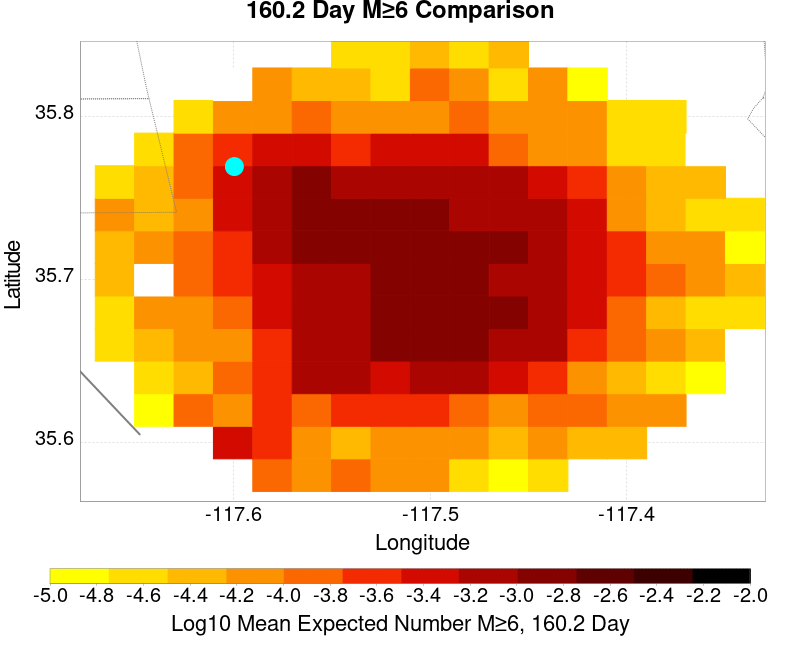 160.2 Day M≥6 Comparison
35.8
35.7
35.6
Latitude
-117.6 -117.5 -117.4
Longitude
-5.0 -4.8 -4.6 -4.4 -4.2 -4.0 -3.8 -3.6 -3.4 -3.2 -3.0 -2.8 -2.6 -2.4 -2.2 -2.0
Log10 Mean Expected Number M≥6, 160.2 Day